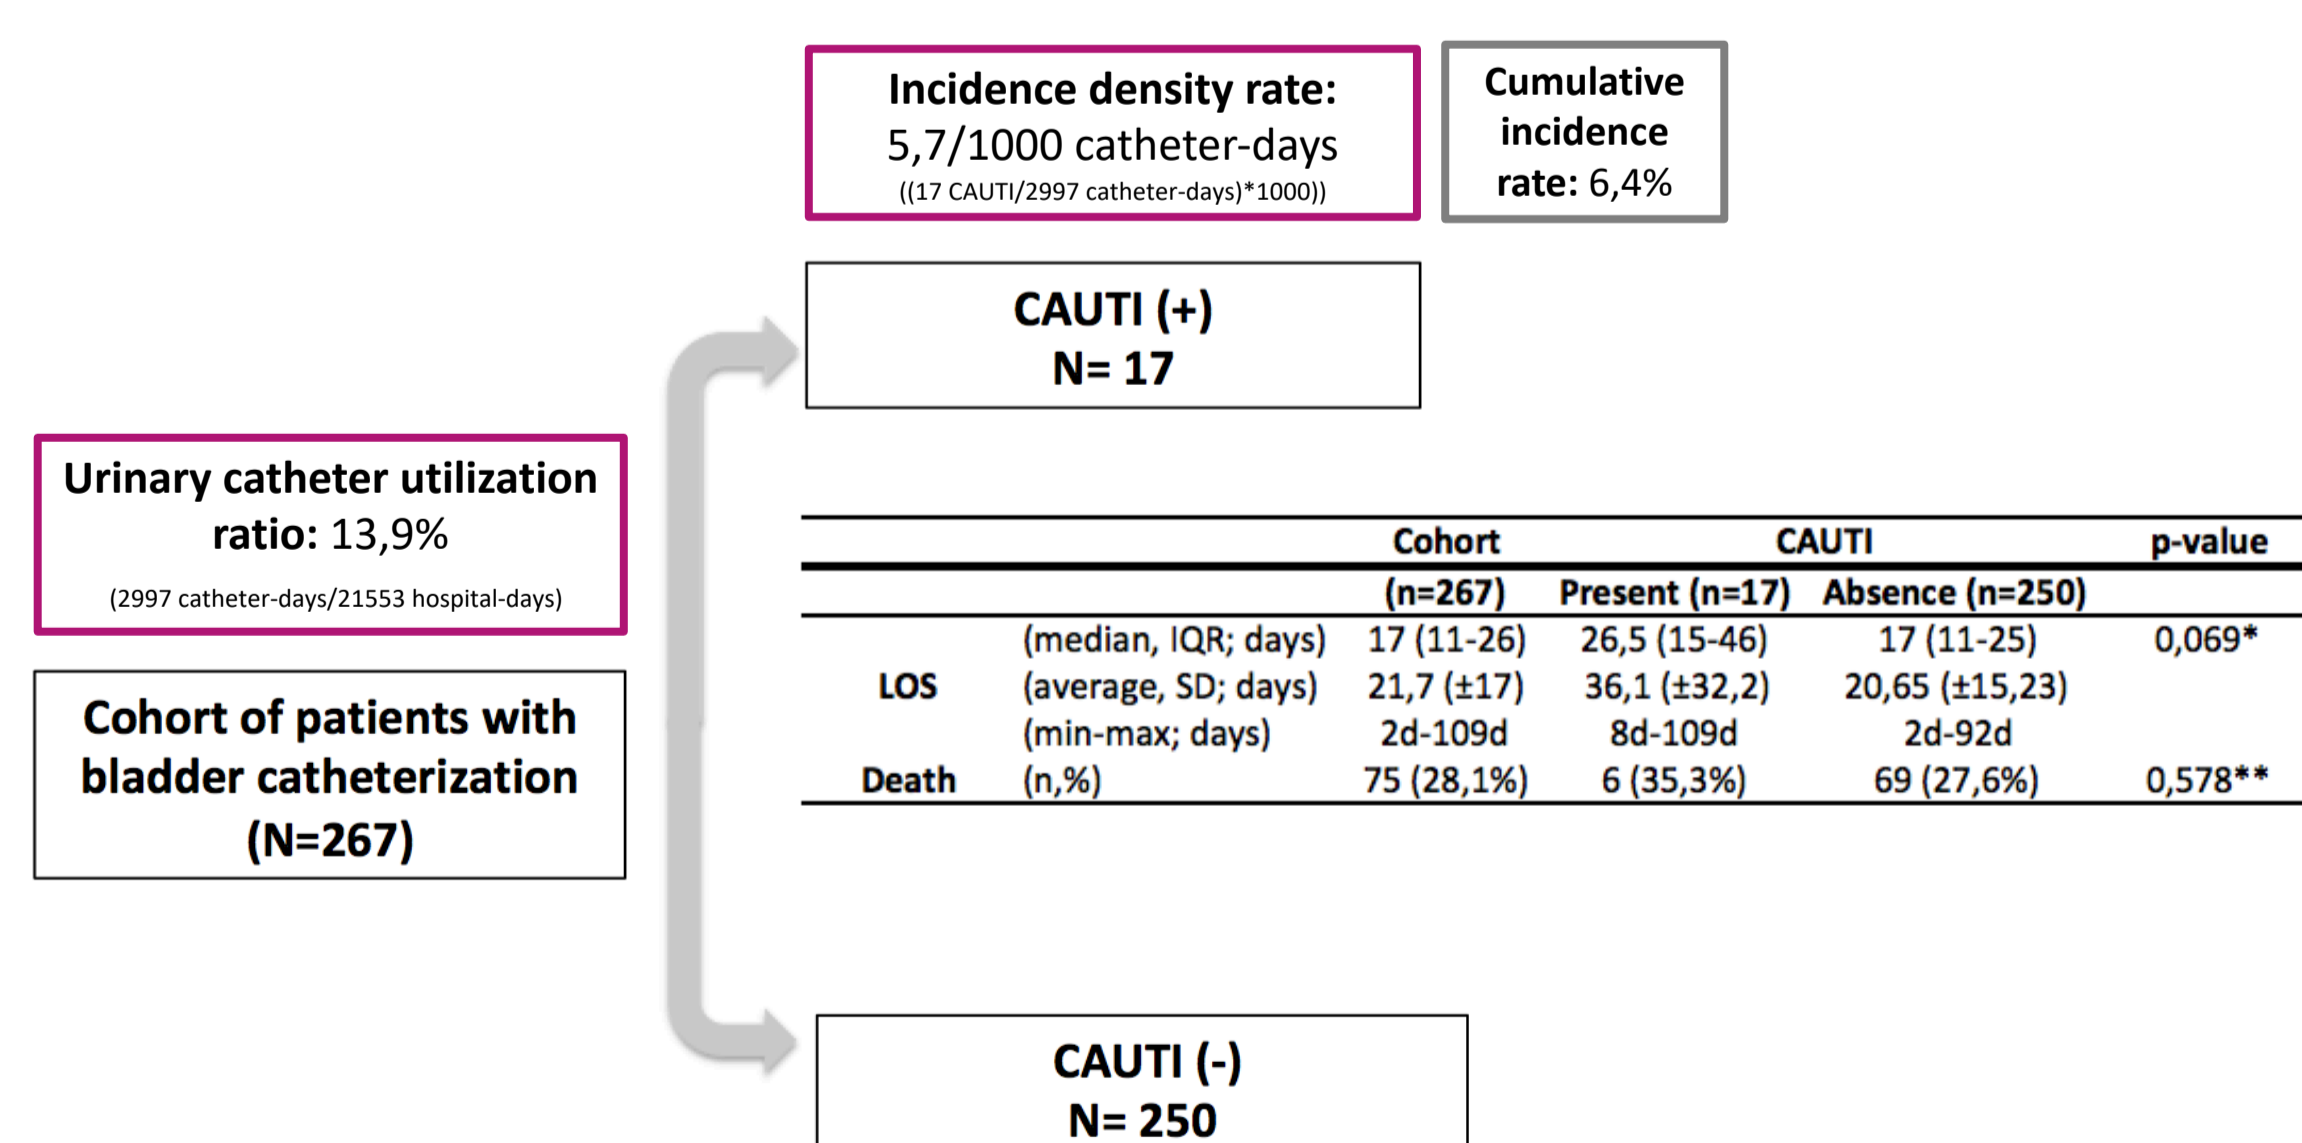 Incidence density rate:
5,7/1000 catheter-days
((17 CAUTI/2997 catheter-days)*1000))
Cumulative
incidence
rate: 6,4%
CAUTI (+)
N= 17
Urinary catheter utilization
ratio: 13,9%
(2997 catheter-days/21553 hospital-days)
Cohort of patients with
bladder catheterization
(N=267)
Cohort CAUTI p-value
(n=267) Present (n=17) Absence (n=250)
(median, IQR; days) 17 (11-26) 26,5 (15-46) 17 (11-25) 0,069*
LOS (average, SD; days) 21,7 (±17) 36,1 (±32,2) 20,65 (±15,23)
(min-max; days) 2d-109d 8d-109d 2d-92d
Death (n,%) 75 (28,1%) 6 (35,3%) 69 (27,6%) 0,578**
CAUTI (-)
N= 250